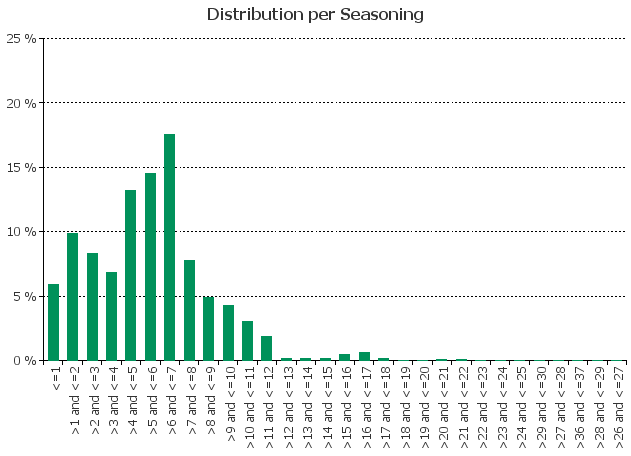 Distribution per Seasoning
25 %
20 %
15 %
10 %
5 %
0 %
<=1
>1 and <=2
>2 and <=3
>3 and <=4
>4 and <=5
>5 and <=6
>6 and <=7
>7 and <=8
>8 and <=9
>9 and <=10
>10 and <=11
>11 and <=12
>12 and <=13
>13 and <=14
>14 and <=15
>15 and <=16
>16 and <=17
>17 and <=18
>18 and <=19
>19 and <=20
>20 and <=21
>21 and <=22
>22 and <=23
>23 and <=24
>24 and <=25
>29 and <=30
>27 and <=28
>36 and <=37
>28 and <=29
>26 and <=27